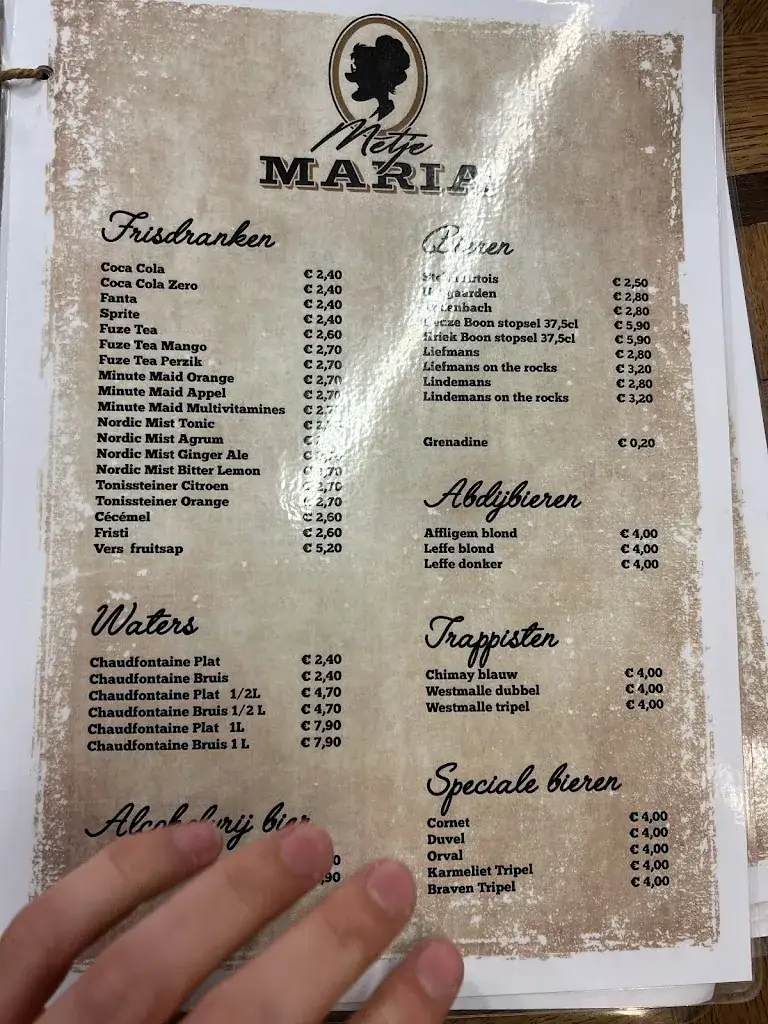 Metje
MARIA
Frisdranken
Coca Cola € 2,40
Coca Cola Zero € 2,40
Fanta € 2,40
Sprite € 2,40
Fuze Tea € 2,60
Fuze Tea Mango € 2,70
Fuze Tea Perzik € 2,70
Minute Maid Orange € 2,70
Minute Maid Appel € 2,70
Minute Maid Multivitamines
Nordic Mist Tonic
Nordic Mist Agrum
Nordic Mist Ginger Ale
Nordic Mist Bitter Lemon
Tonissteiner Citroen € 2,70
Tonissteiner Orange € 2,70
Cécémel € 2,60
Fristi € 2,60
Vers fruitsap € 5,20
Waters
Chaudfontaine Plat € 2,40
Chaudfontaine Bruis € 2,40
Chaudfontaine Plat 1/2L € 4,70
Chaudfontaine Bruis 1/2 L € 4,70
Chaudfontaine Plat 1L € 7,90
Chaudfontaine Bruis 1 L € 7,90
Alcoholvrij bier
Bieren
€ 2,50
€ 2,80
€ 2,80
Boon stopsel 37,5cl € 5,90
Kriek Boon stopsel 37,5cl € 5,90
Liefmans € 2,80
Liefmans on the rocks € 3,20
Lindemans € 2,80
Lindemans on the rocks € 3,20
Grenadine € 0,20
Abdijbieren
Affligem blond € 4,00
Leffe blond € 4,00
Leffe donker € 4,00
Trappisten
Chimay blauw € 4,00
Westmalle dubbel € 4,00
Westmalle tripel € 4,00
Speciale bieren
Cornet € 4,00
Duvel € 4,00
Orval € 4,00
Karmeliet Tripel € 4,00
Braven Tripel € 4,00